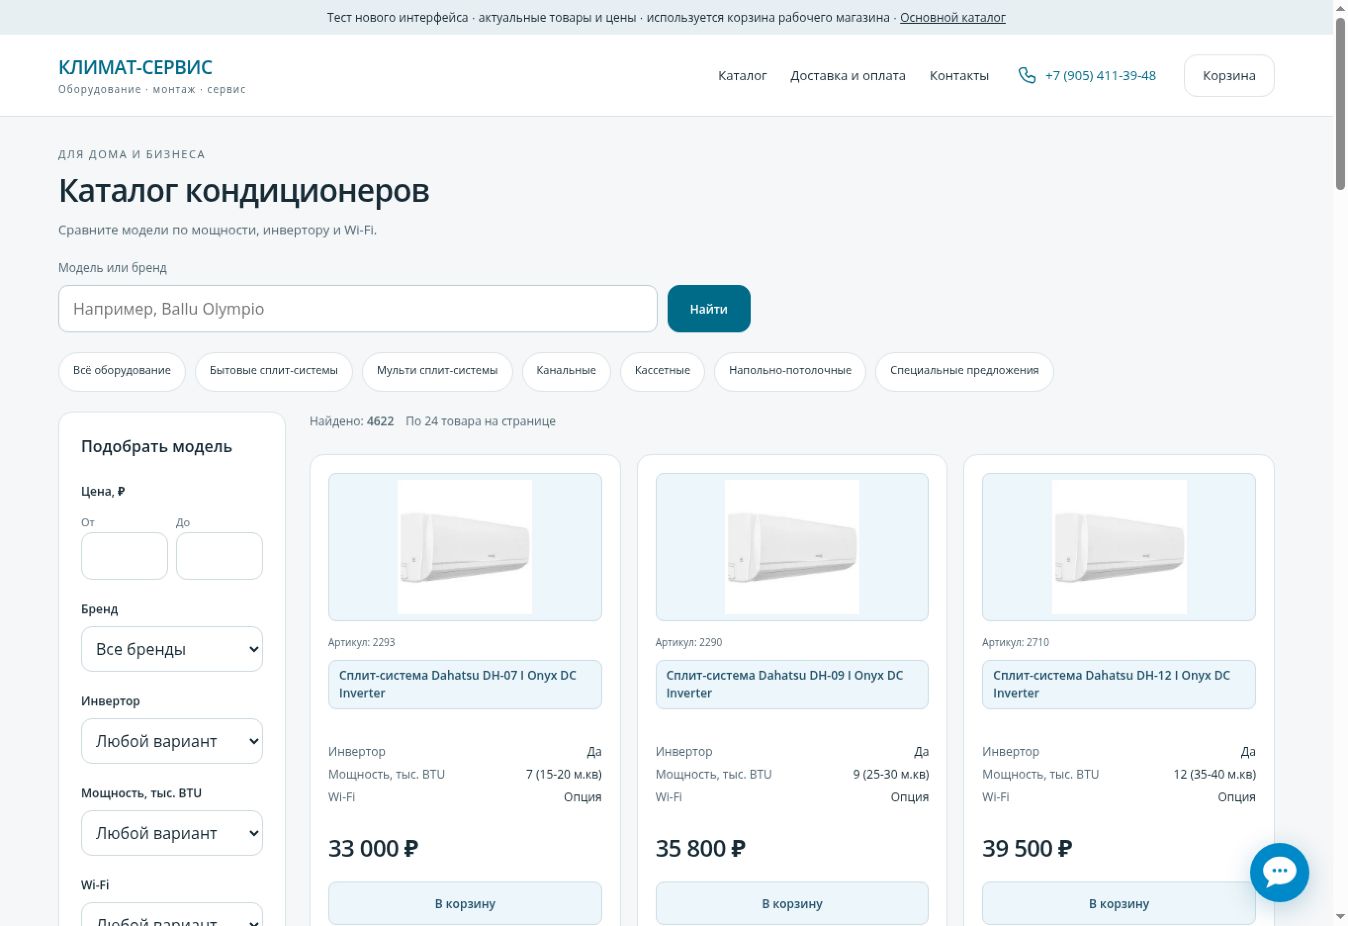 Тест нового интерфейса · актуальные товары и цены · используется корзина рабочего магазина · Основной каталог
КЛИМАТ-СЕРВИС
Оборудование · монтаж · сервис
Каталог
Доставка и оплата
Контакты
+7 (905) 411-39-48
Корзина
ДЛЯ ДОМА И БИЗНЕСА
Каталог кондиционеров
Сравните модели по мощности, инвертору и Wi-Fi.
Модель или бренд
Например, Ballu Olympio
Найти
Всё оборудование
Бытовые сплит-системы
Мульти сплит-системы
Канальные
Кассетные
Напольно-потолочные
Специальные предложения
Подобрать модель
Цена, ₽
От
До
Бренд
Все бренды
Инвертор
Любой вариант
Мощность, тыс. BTU
Любой вариант
Wi-Fi
Любой вариант
Найдено: 4622 По 24 товара на странице
Артикул: 2293
Сплит-система Dahatsu DH-07 I Onyx DC
Inverter
Инвертор Да
Мощность, тыс. BTU 7 (15-20 м.кв)
Wi-Fi Опция
33 000 ₽
В корзину
Артикул: 2290
Сплит-система Dahatsu DH-09 I Onyx DC
Inverter
Инвертор Да
Мощность, тыс. BTU 9 (25-30 м.кв)
Wi-Fi Опция
35 800 ₽
В корзину
Артикул: 2710
Сплит-система Dahatsu DH-12 I Onyx DC
Inverter
Инвертор Да
Мощность, тыс. BTU 12 (35-40 м.кв)
Wi-Fi Опция
39 500 ₽
В корзину